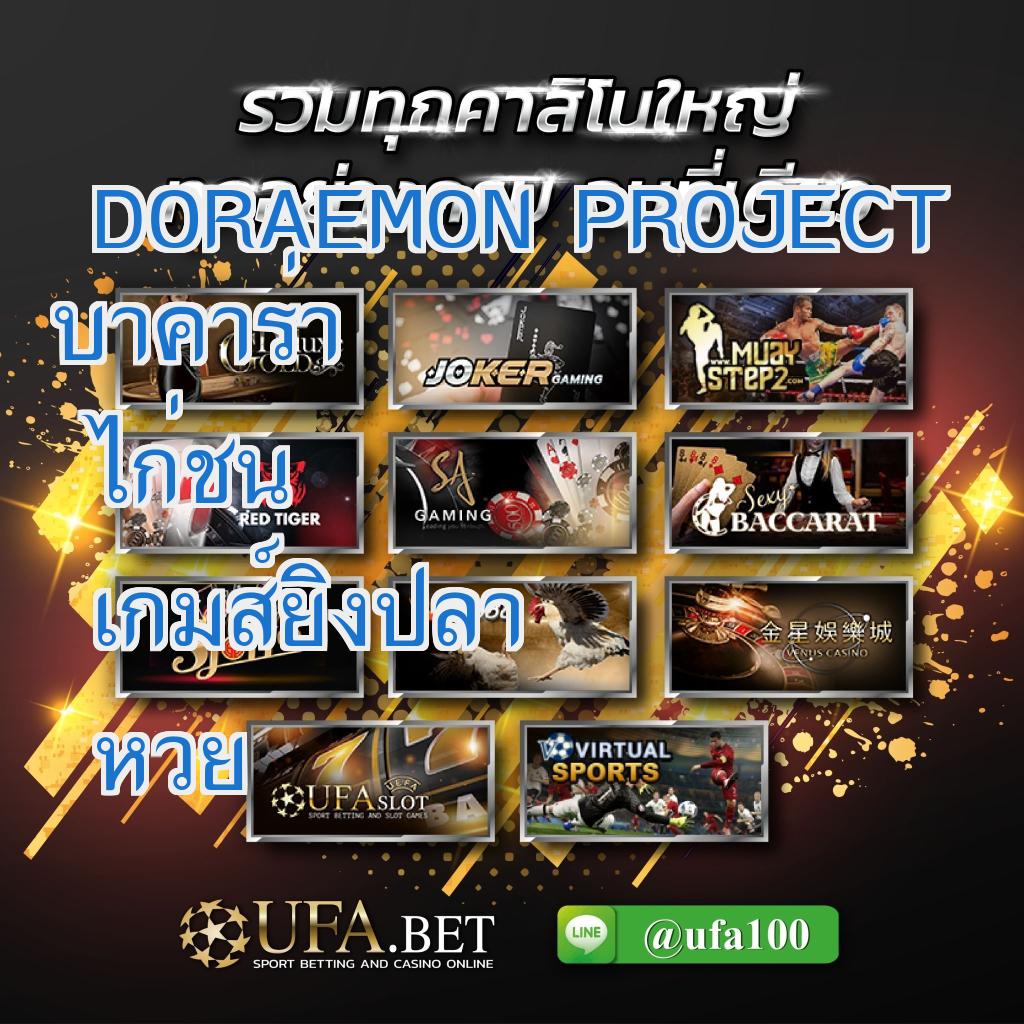 รวมทุกคาสิโนใหญ่
DORAEMON PROJECT
บาคาร่า
JOKER GAMING
WWW.MUAY
STEP2.COM
ไก่ชน
RED TIGER
SA
GAMING
Sexy
BACCARAT
เกมส์ยิงปลา
金星娛樂城
VENUS CASINO
หวย
UEFA
UFASLOT
SPORT BETTING AND SLOT GAMES
VIRTUAL
SPORTS
UFA.BET
SPORT BETTING AND CASINO ONLINE
LINE
@ufa100